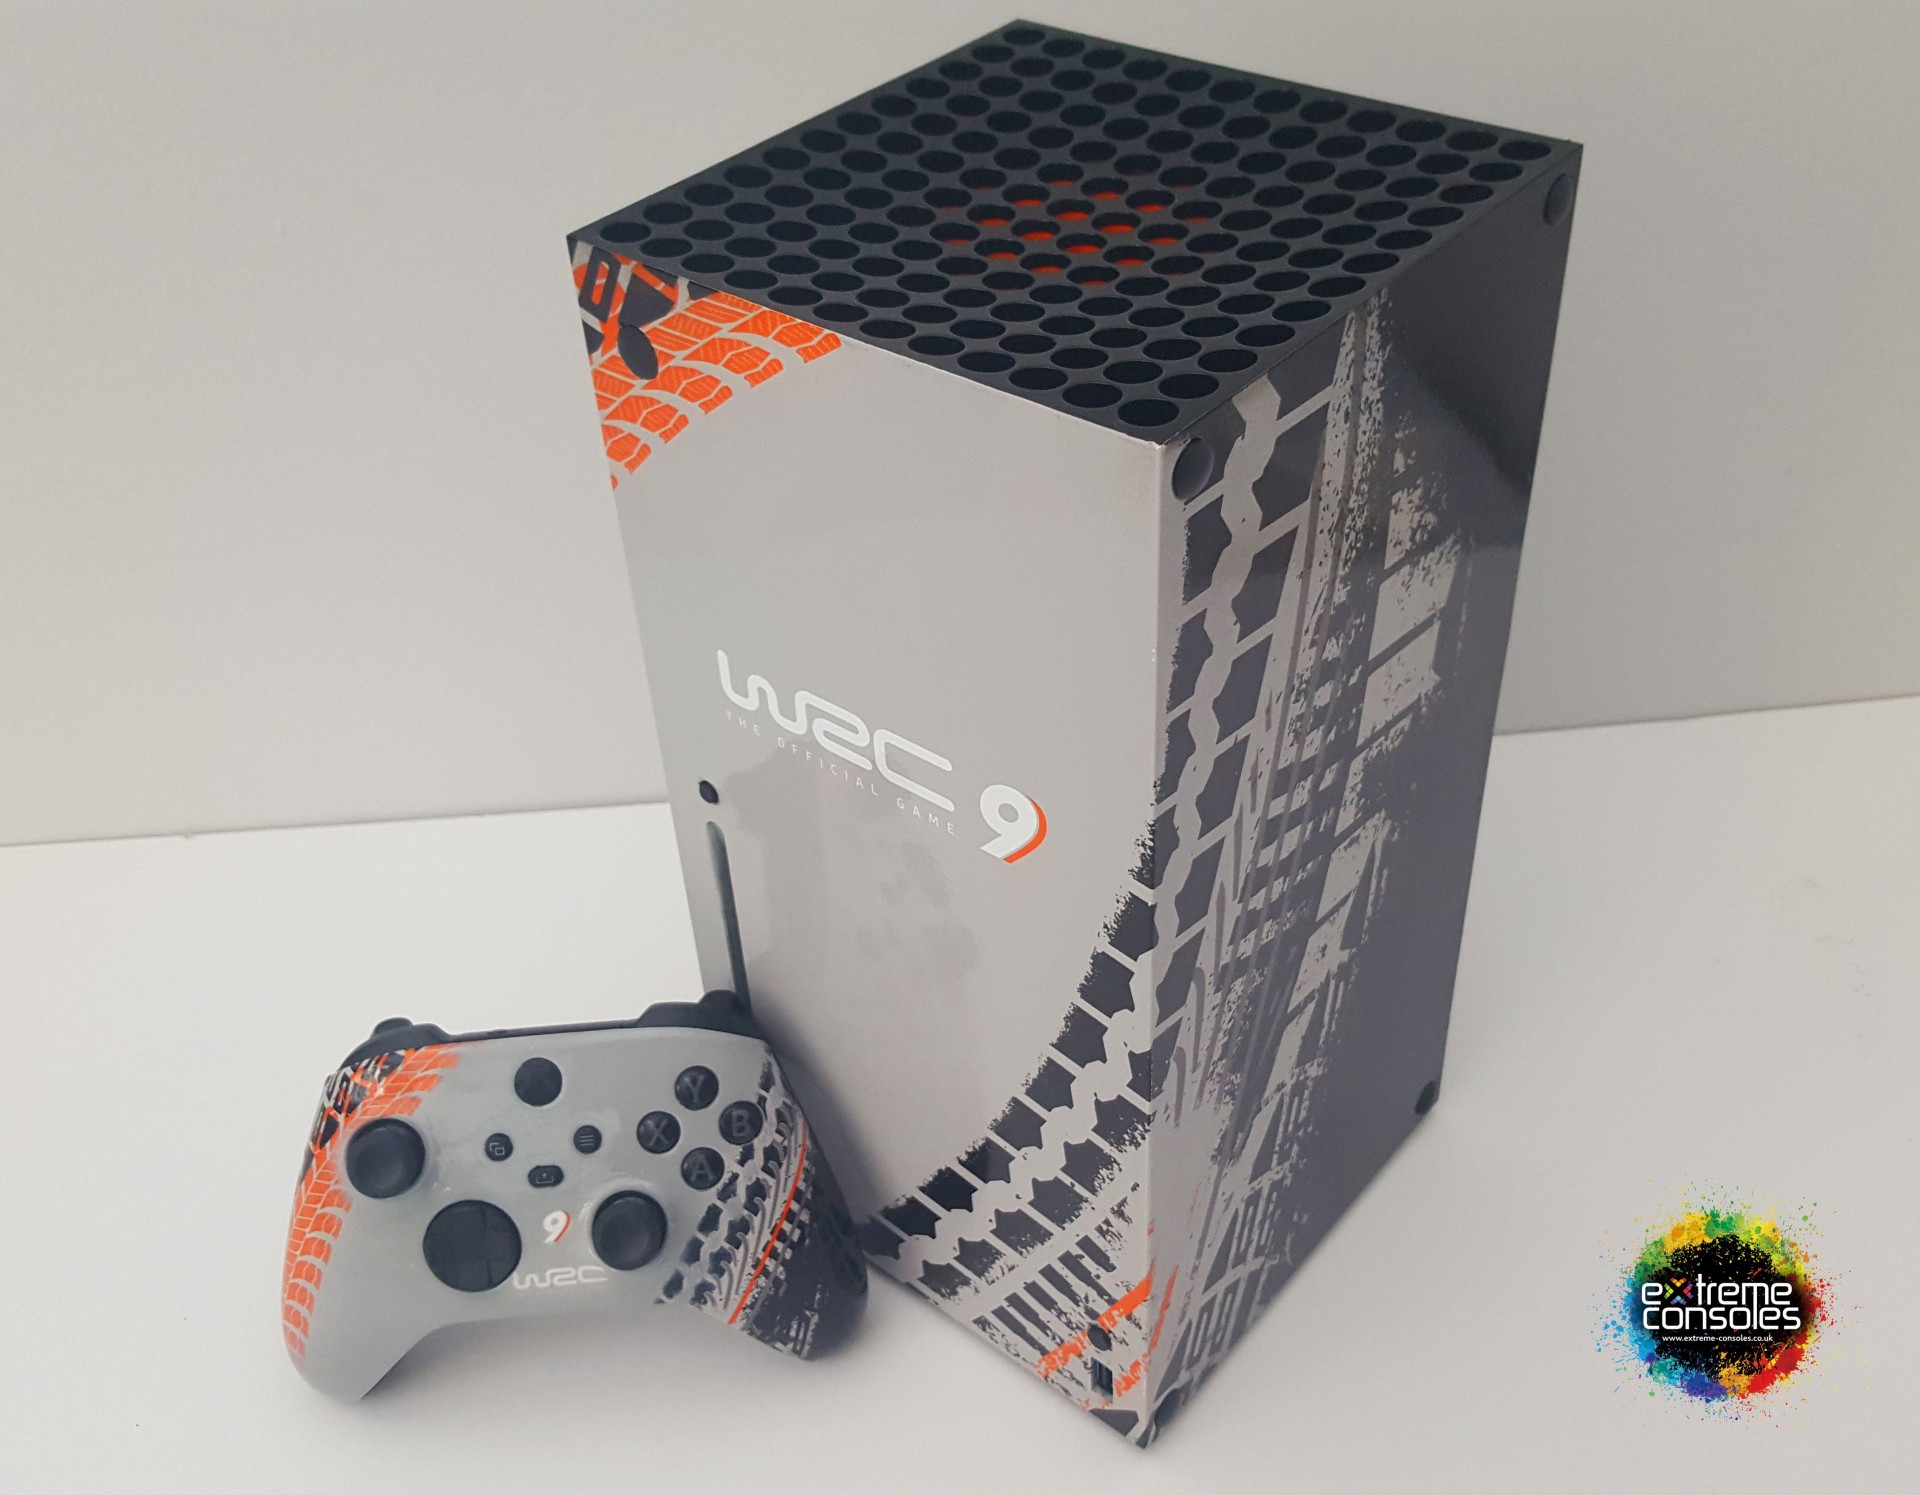 WRC 9
THE OFFICIAL GAME
Y
B
X
A
9
WRC
extreme
consoles
www.extreme-consoles.co.uk